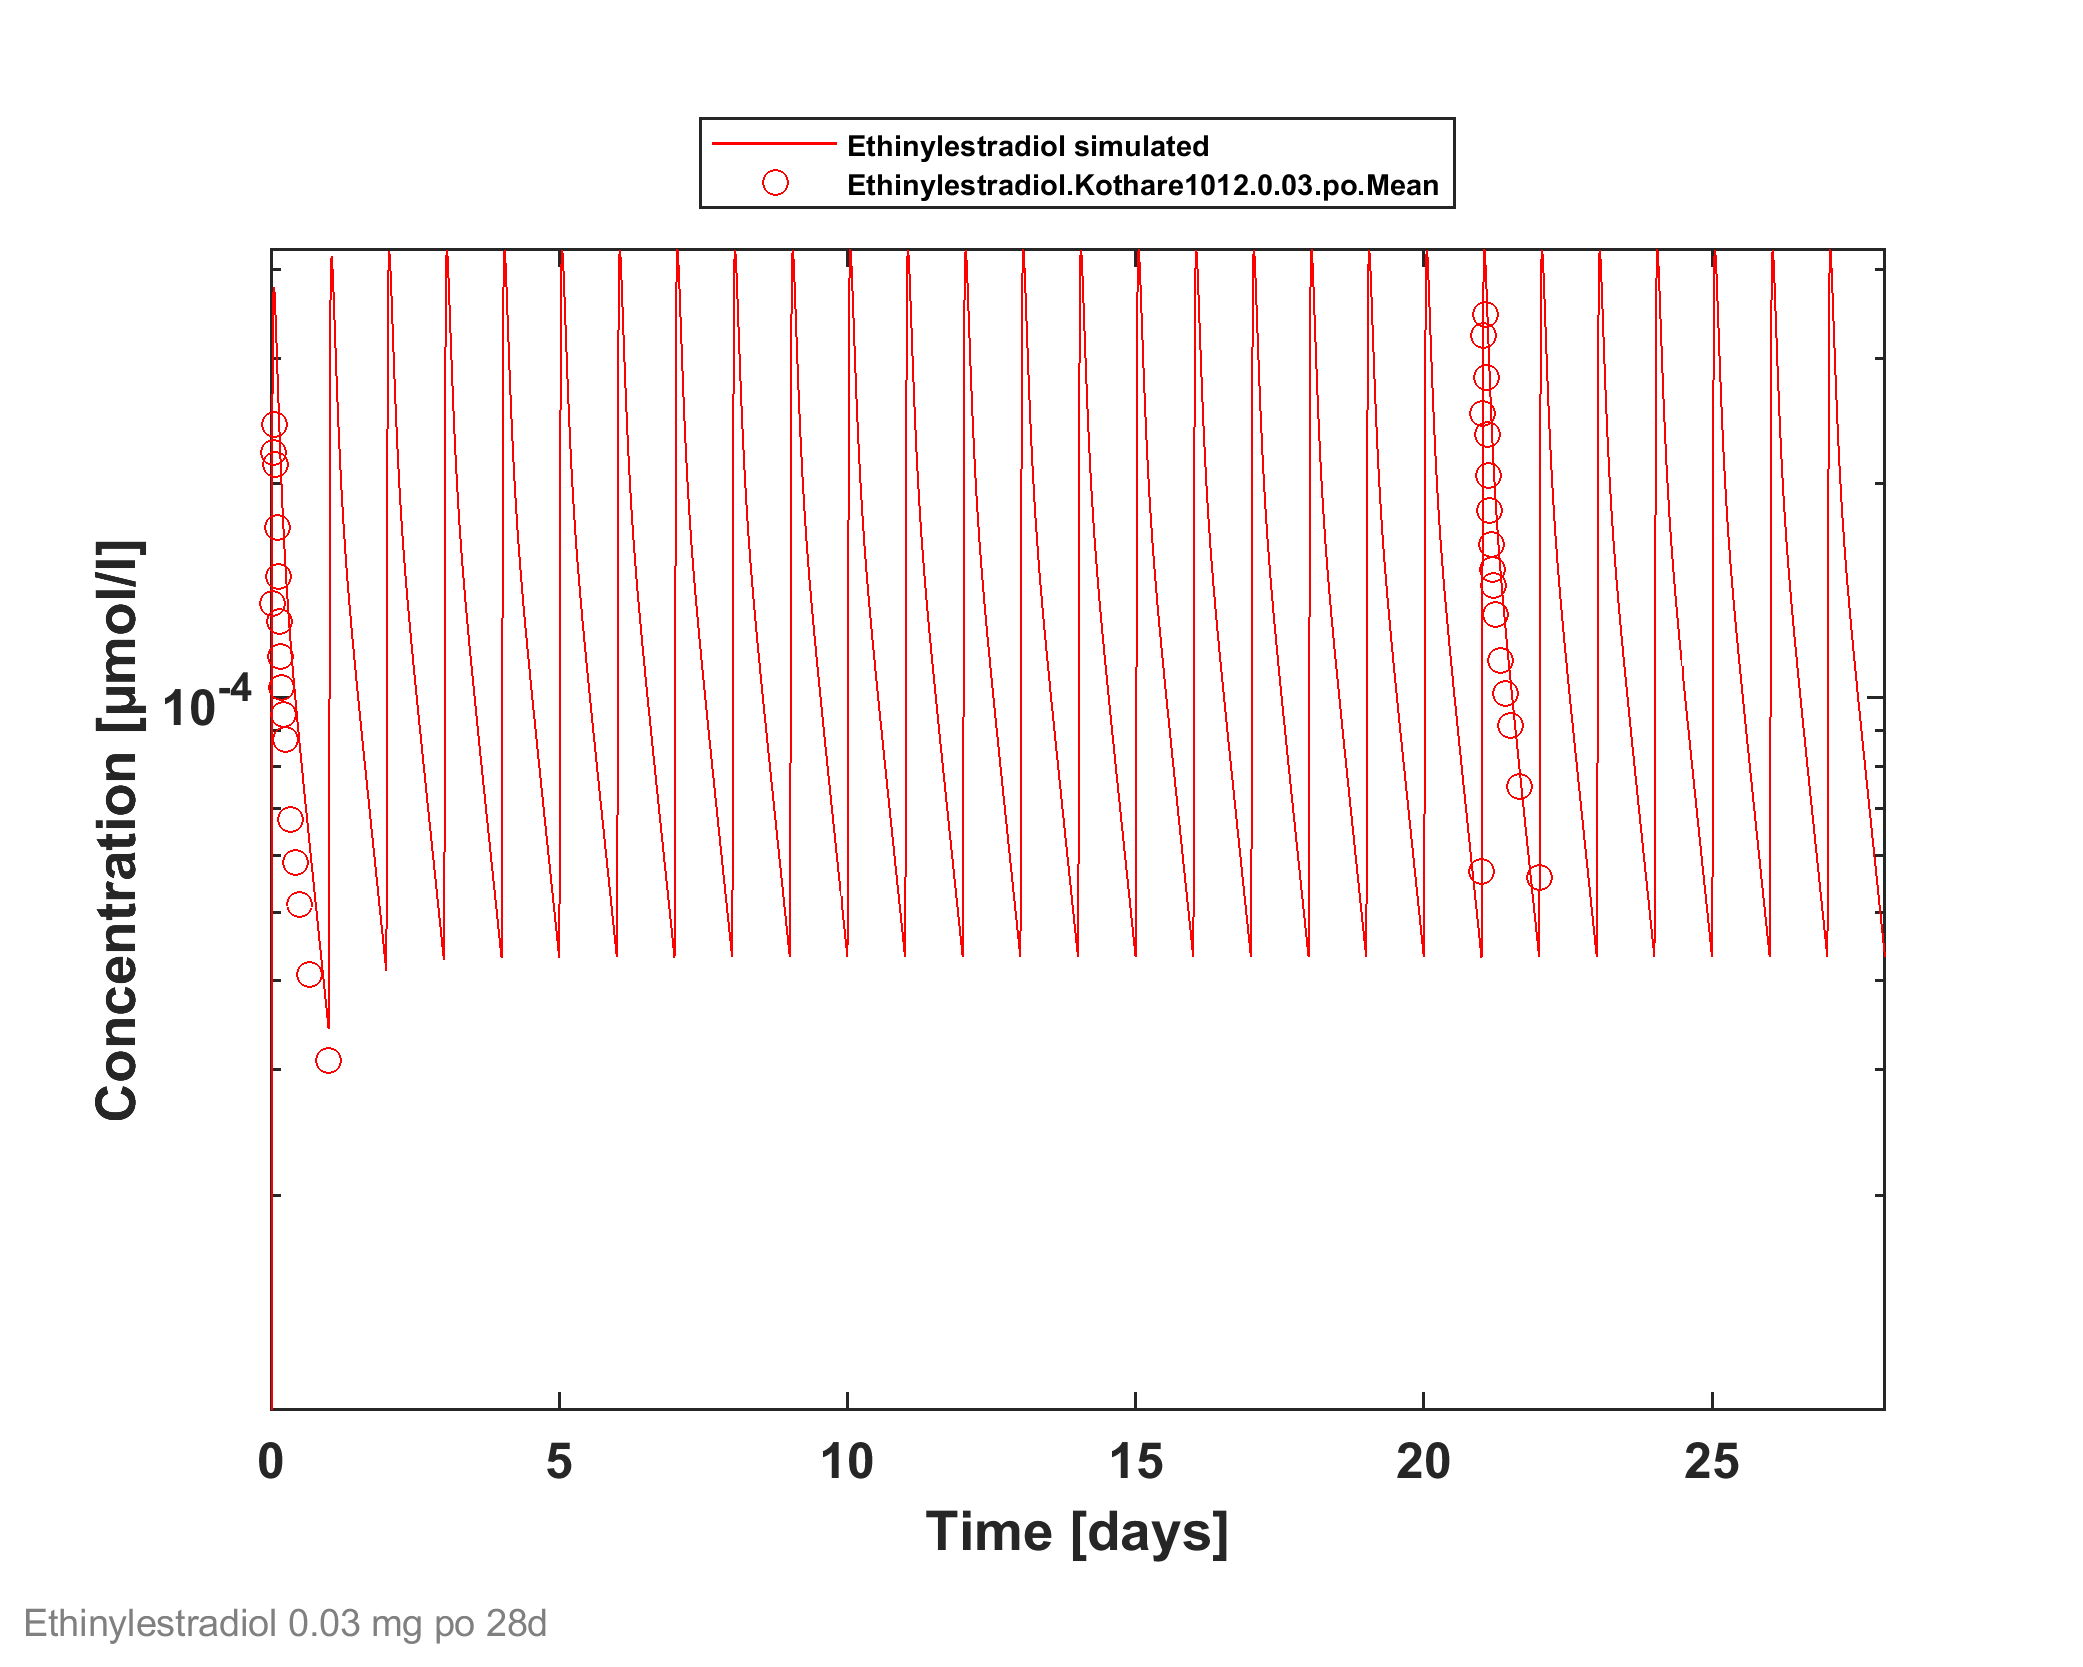 Ethinylestradiol simulated
Ethinylestradiol.Kothare1012.0.03.po.Mean
Concentration [µmol/l]
10-4
0 5 10 15 20 25
Time [days]
Ethinylestradiol 0.03 mg po 28d